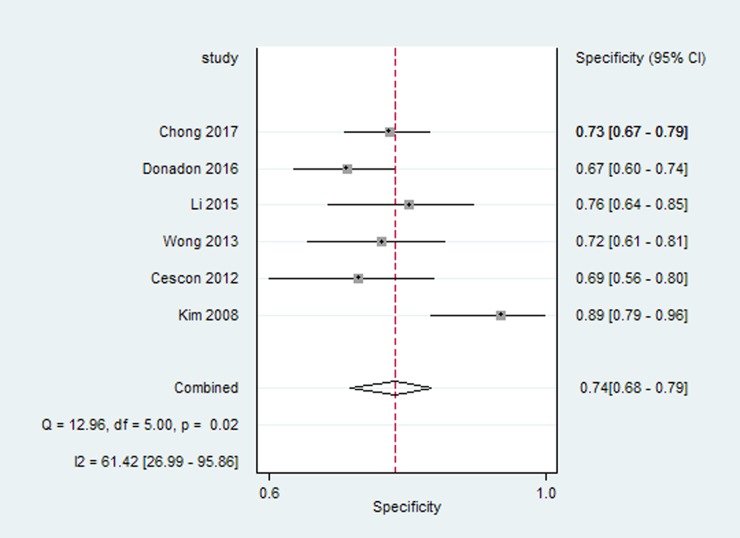 study Specificity (95% CI)
Chong 2017 0.73 [0.67 - 0.79]
Donadon 2016 0.67 [0.60 - 0.74]
Li 2015 0.76 [0.64 - 0.85]
Wong 2013 0.72 [0.61 - 0.81]
Cescon 2012 0.69 [0.56 - 0.80]
Kim 2008 0.89 [0.79 - 0.96]
Combined 0.74[0.68 - 0.79]
Q = 12.96, df = 5.00, p = 0.02
I2 = 61.42 [26.99 - 95.86]
0.6 1.0
Specificity